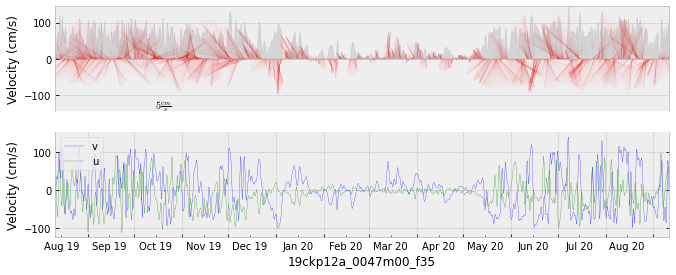 Velocity (cm/s)
100
0
−100
5 cm/s
Velocity (cm/s)
100
0
−100
v
u
Aug 19 Sep 19 Oct 19 Nov 19 Dec 19 Jan 20 Feb 20 Mar 20 Apr 20 May 20 Jun 20 Jul 20 Aug 20
19ckp12a_0047m00_f35